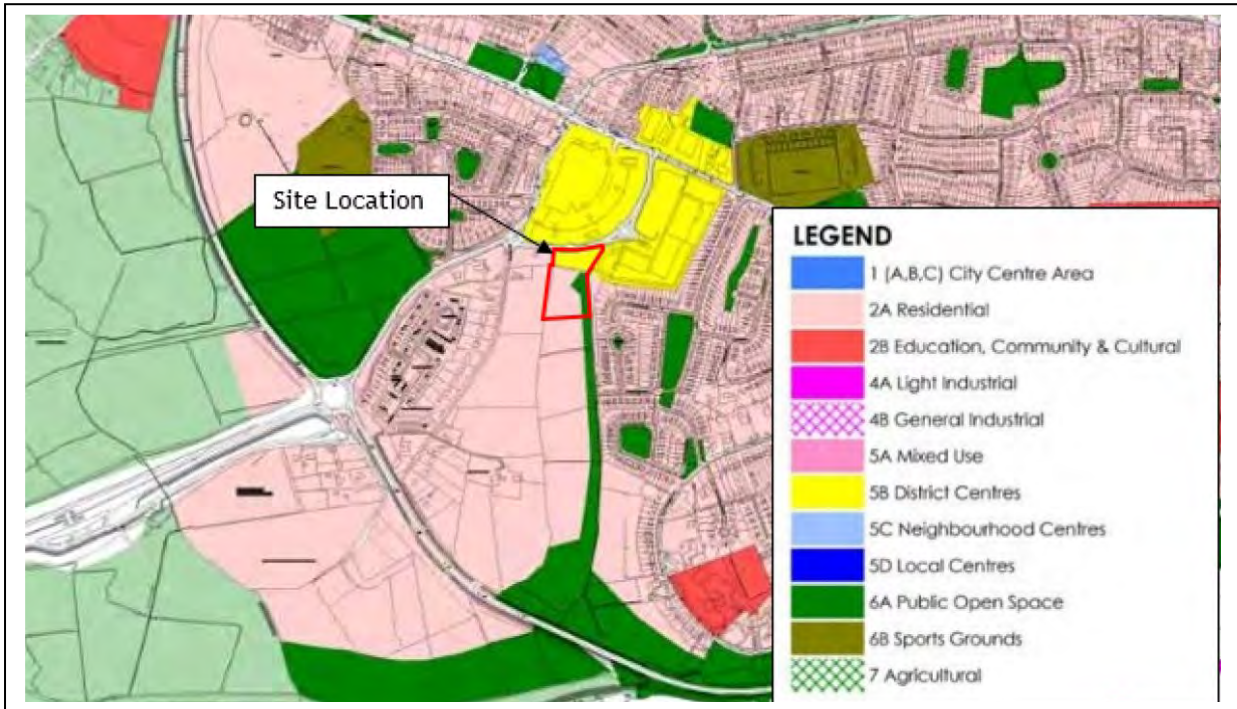 Site Location
LEGEND
1 (A,B,C) City Centre Area
2A Residential
2B Education, Community & Cultural
4A Light Industrial
4B General Industrial
5A Mixed Use
5B District Centres
5C Neighbourhood Centres
5D Local Centres
6A Public Open Space
6B Sports Grounds
7 Agricultural